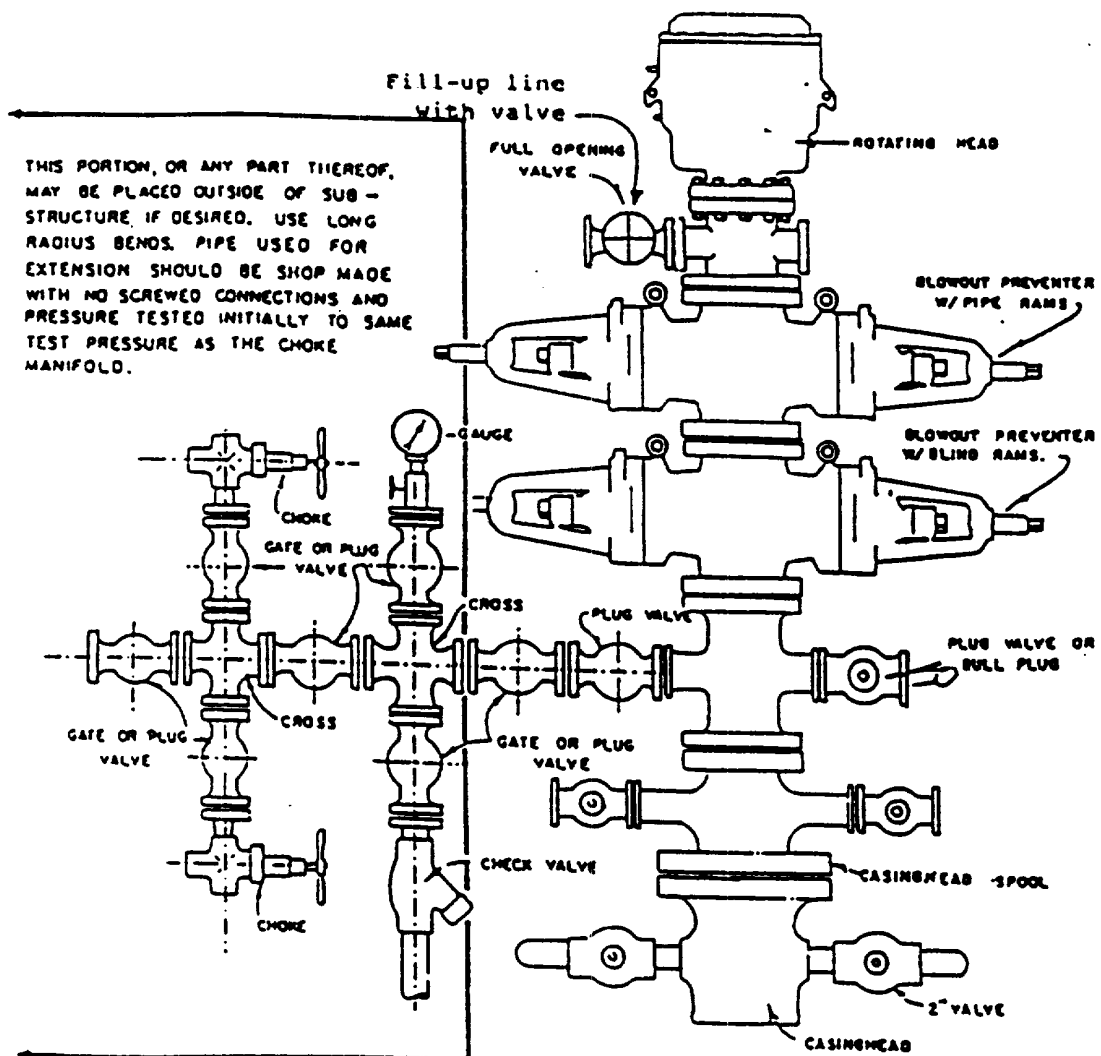 Fill-up line
with valve
FULL OPENING
VALVE
ROTATING HEAD
THIS PORTION, OR ANY PART THEREOF,
MAY BE PLACED OUTSIDE OF SUB-
STRUCTURE IF DESIRED. USE LONG
RADIUS BENDS. PIPE USED FOR
EXTENSION SHOULD BE SHOP MADE
WITH NO SCREWED CONNECTIONS AND
PRESSURE TESTED INITIALLY TO SAME
TEST PRESSURE AS THE CHOKE
MANIFOLD.
BLOWOUT PREVENTER
W/ PIPE RAMS
GAUGE
BLOWOUT PREVENTER
W/ BLIND RAMS.
CHOKE
GATE OR PLUG
VALVE
CROSS
PLUG VALVE
PLUG VALVE OR
BULL PLUG
CROSS
GATE OR PLUG
VALVE
GATE OR PLUG
VALVE
CHECK VALVE
CASINGHEAD SPOOL
CHOKE
2" VALVE
CASINGHEAD